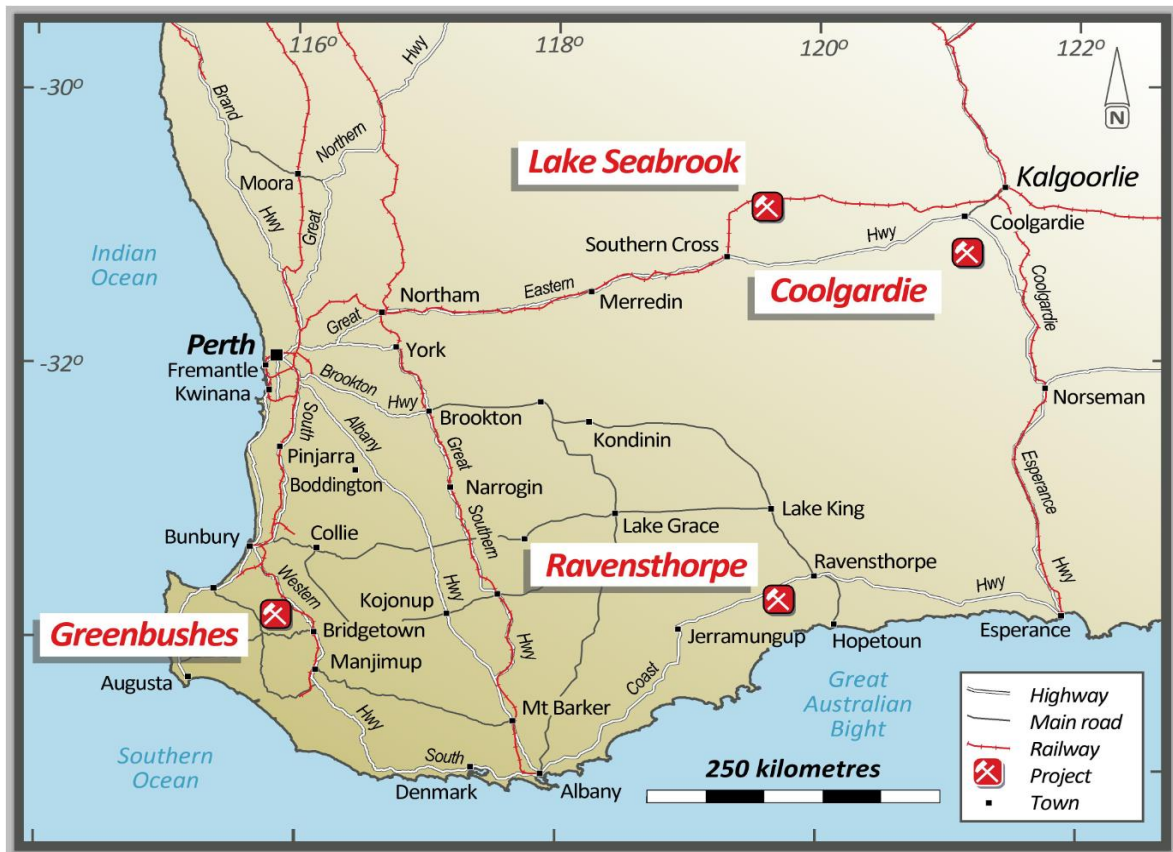 116°
118°
120°
122°
-30°
-32°
N
Hwy
Brand
Northern
Moora
Hwy
Great
Lake Seabrook
Kalgoorlie
Coolgardie
Indian
Ocean
Southern Cross
Hwy
Coolgardie
Coolgardie
Northam
Eastern
Merredin
Great
Perth
York
Fremantle
Kwinana
Brookton
Hwy
Brookton
Norseman
South
Albany
Kondinin
Great
Pinjarra
Boddington
Narrogin
Esperance
Lake King
Lake Grace
Southern
Bunbury
Collie
Ravensthorpe
Ravensthorpe
Western
Hwy
Kojonup
Hwy
Hwy
Greenbushes
Bridgetown
Hwy
Jerramungup
Hopetoun
Esperance
Manjimup
Augusta
Coast
Great
Australian
Bight
Mt Barker
Hwy
Southern
Ocean
South
Denmark
Albany
250 kilometres
Highway
Main road
Railway
Project
Town